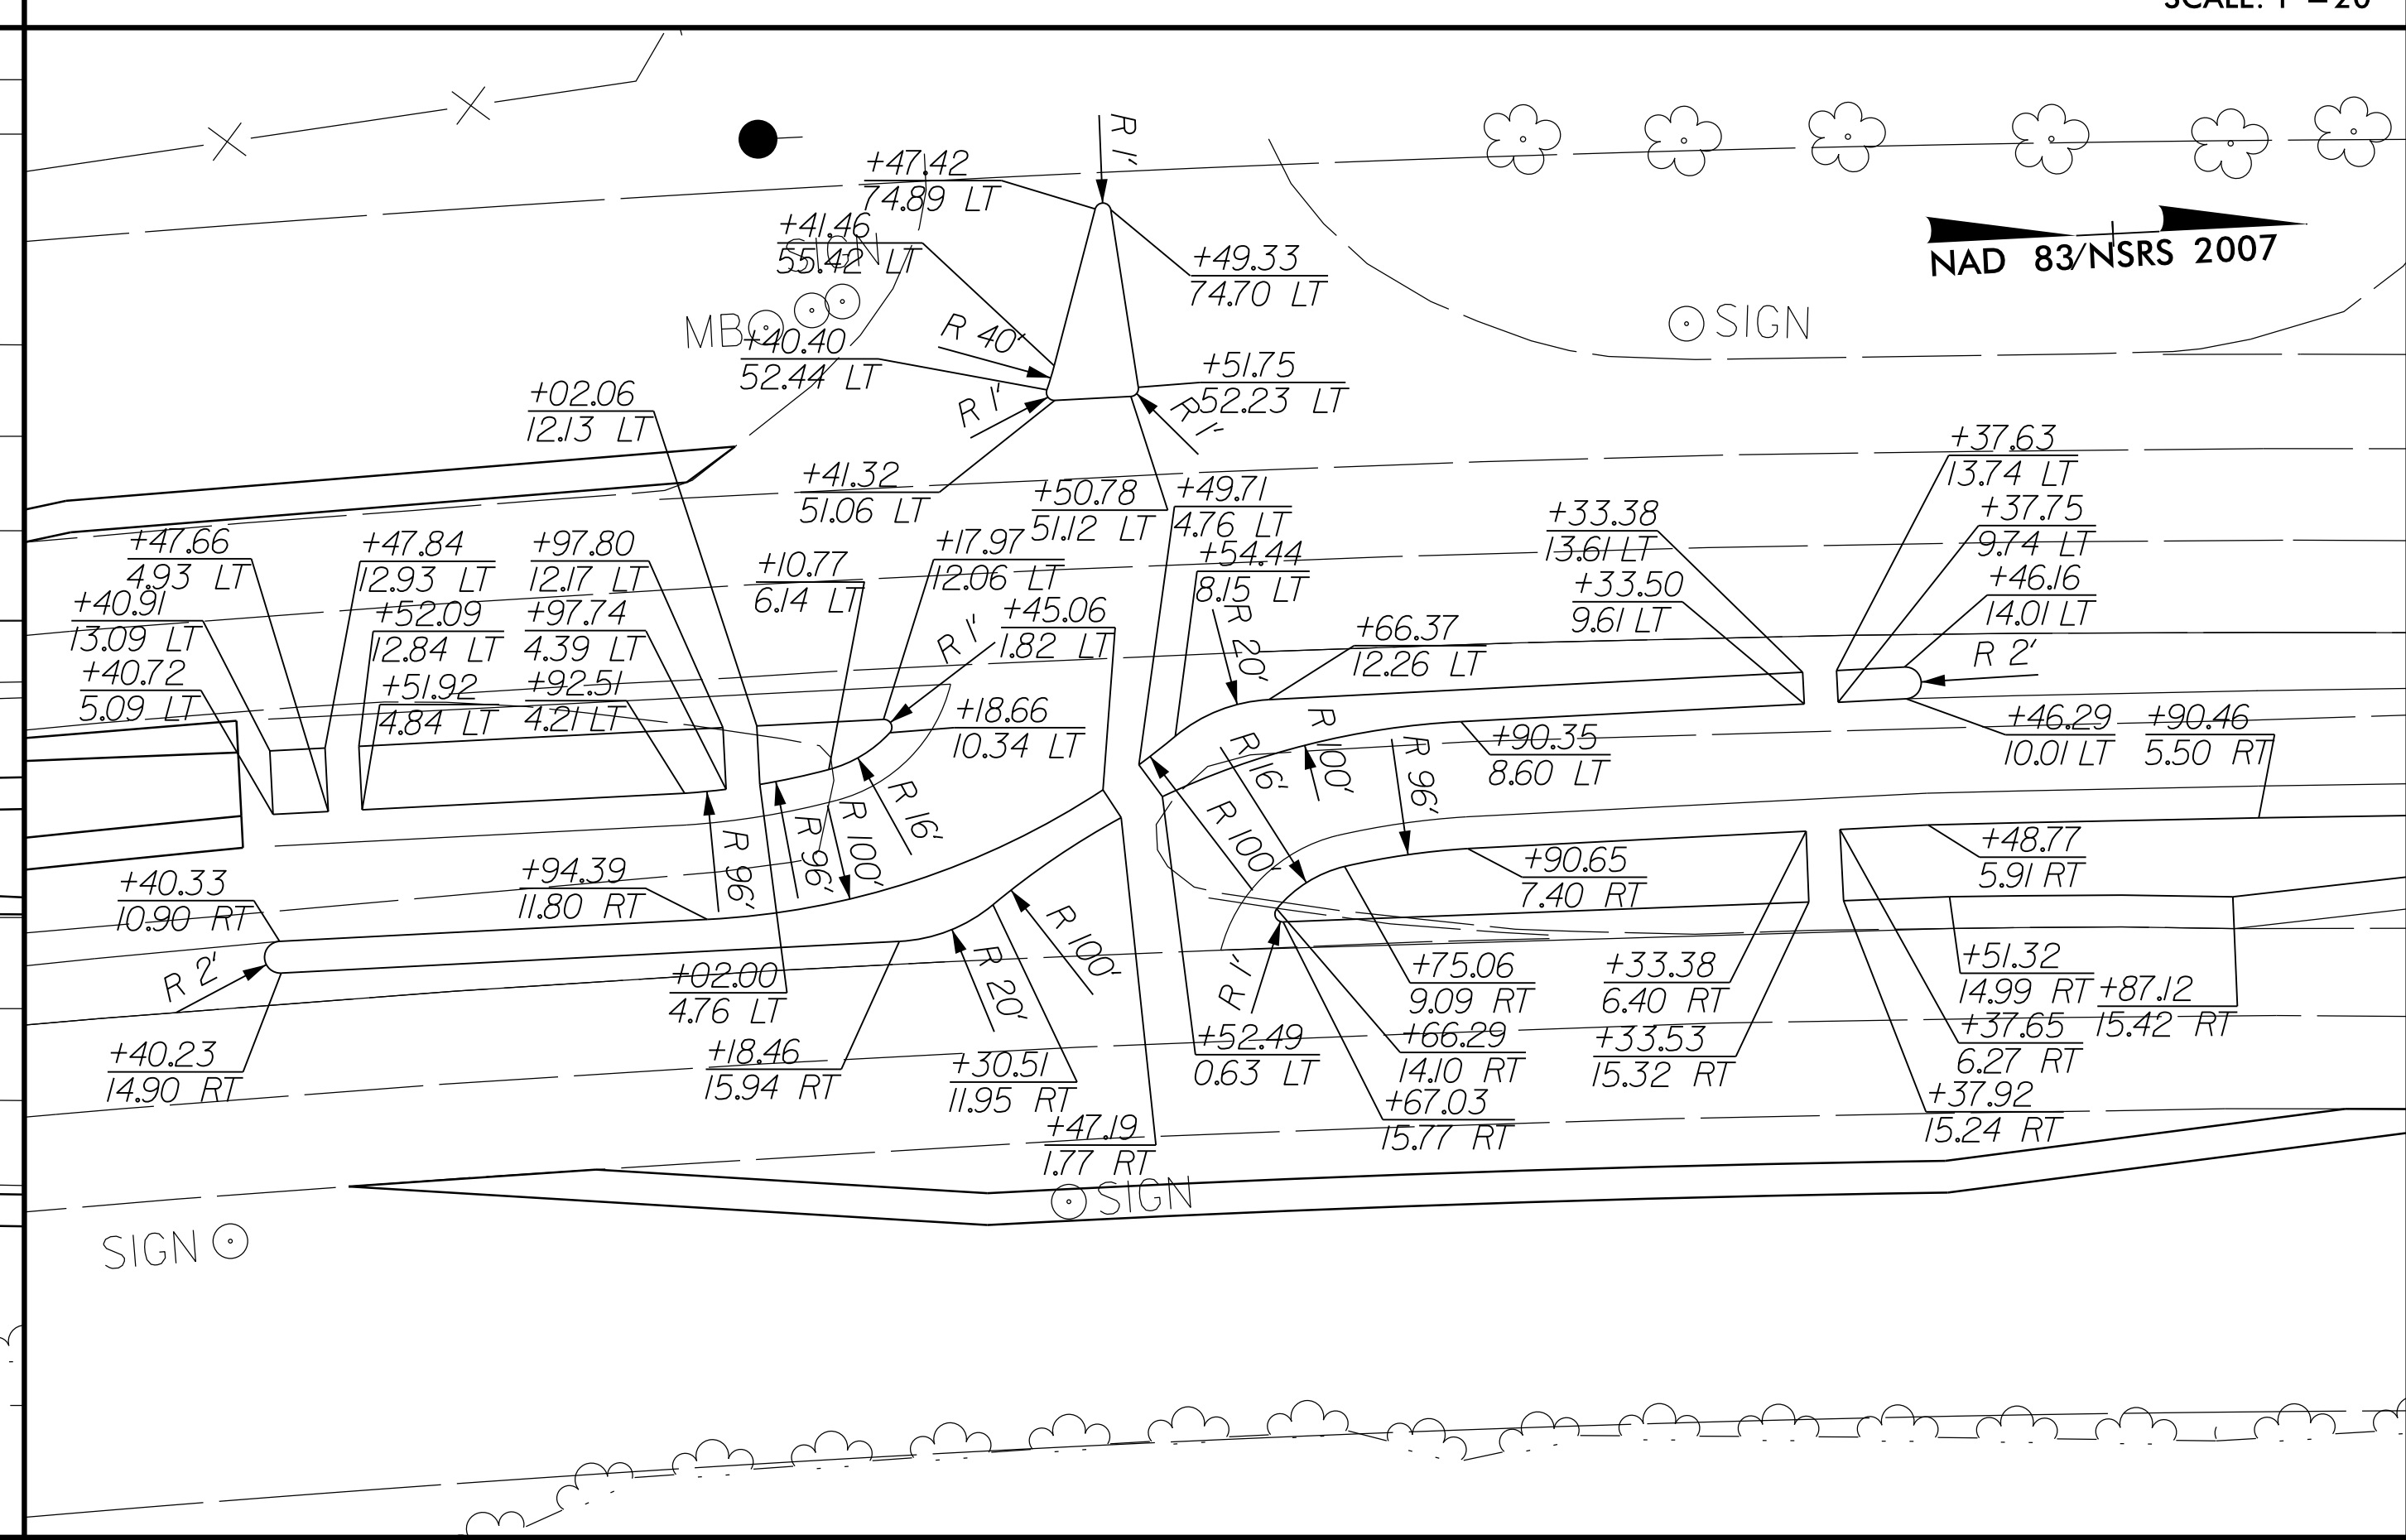 SCALE: 1"=20'
R 1'
+47.42
74.89 LT
+41.46
55.42 LT
SIGN
+49.33
74.70 LT
NAD 83/NSRS 2007
MB
SIGN
R 40'
+40.40
52.44 LT
R 1'
+51.75
52.23 LT
R 1'
+02.06
12.13 LT
+41.32
51.06 LT
+50.78
51.12 LT
+49.71
4.76 LT
+37.63
13.74 LT
+33.38
13.61 LT
+37.75
9.74 LT
+47.66
4.93 LT
+47.84
12.93 LT
+97.80
12.17 LT
+10.77
6.14 LT
+17.97
12.06 LT
+54.44
8.15 LT
+33.50
9.61 LT
+46.16
14.01 LT
+40.91
13.09 LT
+52.09
12.84 LT
+97.74
4.39 LT
R 1'
+45.06
1.82 LT
R 20'
+66.37
12.26 LT
R 2'
+40.72
5.09 LT
+51.92
4.84 LT
+92.51
4.21 LT
+18.66
10.34 LT
R 16'
R 100'
R 96'
+90.35
8.60 LT
+46.29
10.01 LT
+90.46
5.50 RT
R 96'
R 96'
R 100'
R 16'
R 100'
+48.77
5.91 RT
+40.33
10.90 RT
+94.39
11.80 RT
+90.65
7.40 RT
R 2'
+02.00
4.76 LT
R 20'
R 100'
R 1'
+75.06
9.09 RT
+33.38
6.40 RT
+51.32
14.99 RT
+87.12
15.42 RT
+40.23
14.90 RT
+18.46
15.94 RT
+30.51
11.95 RT
+52.49
0.63 LT
+66.29
14.10 RT
+33.53
15.32 RT
+37.65
6.27 RT
+47.19
1.77 RT
+67.03
15.77 RT
+37.92
15.24 RT
SIGN
SIGN